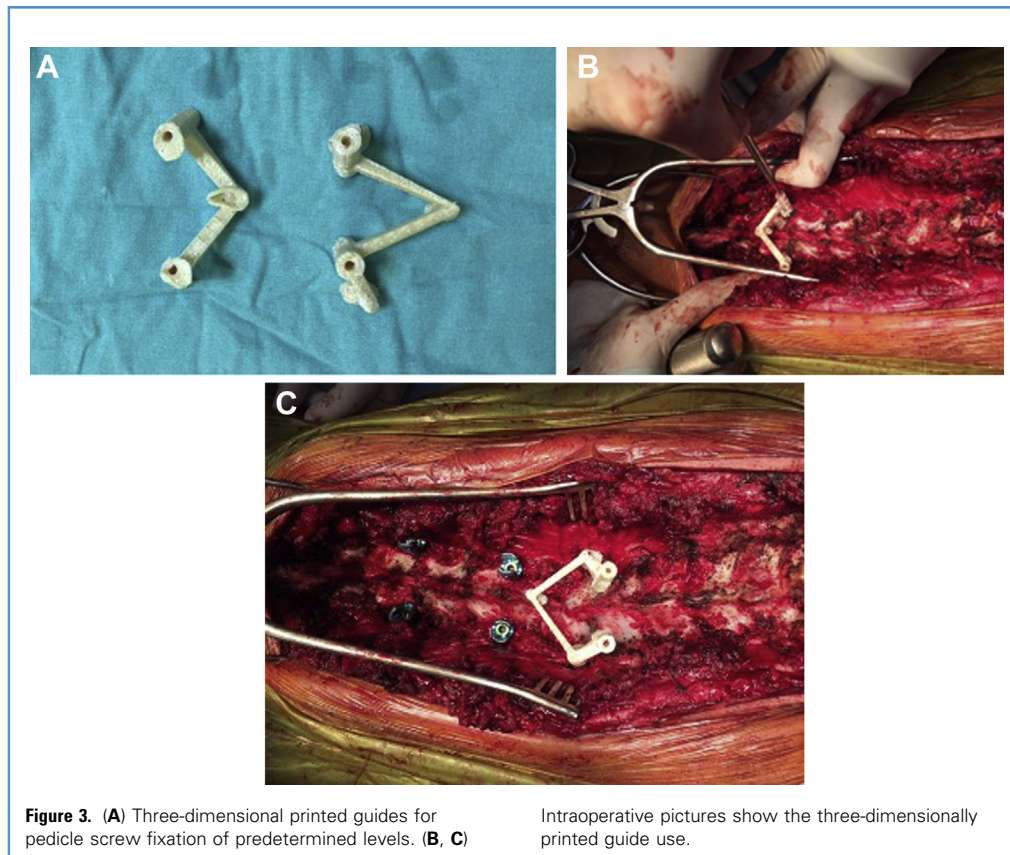 A
B
C
Figure 3. (A) Three-dimensional printed guides for
pedicle screw fixation of predetermined levels. (B, C)
Intraoperative pictures show the three-dimensionally
printed guide use.